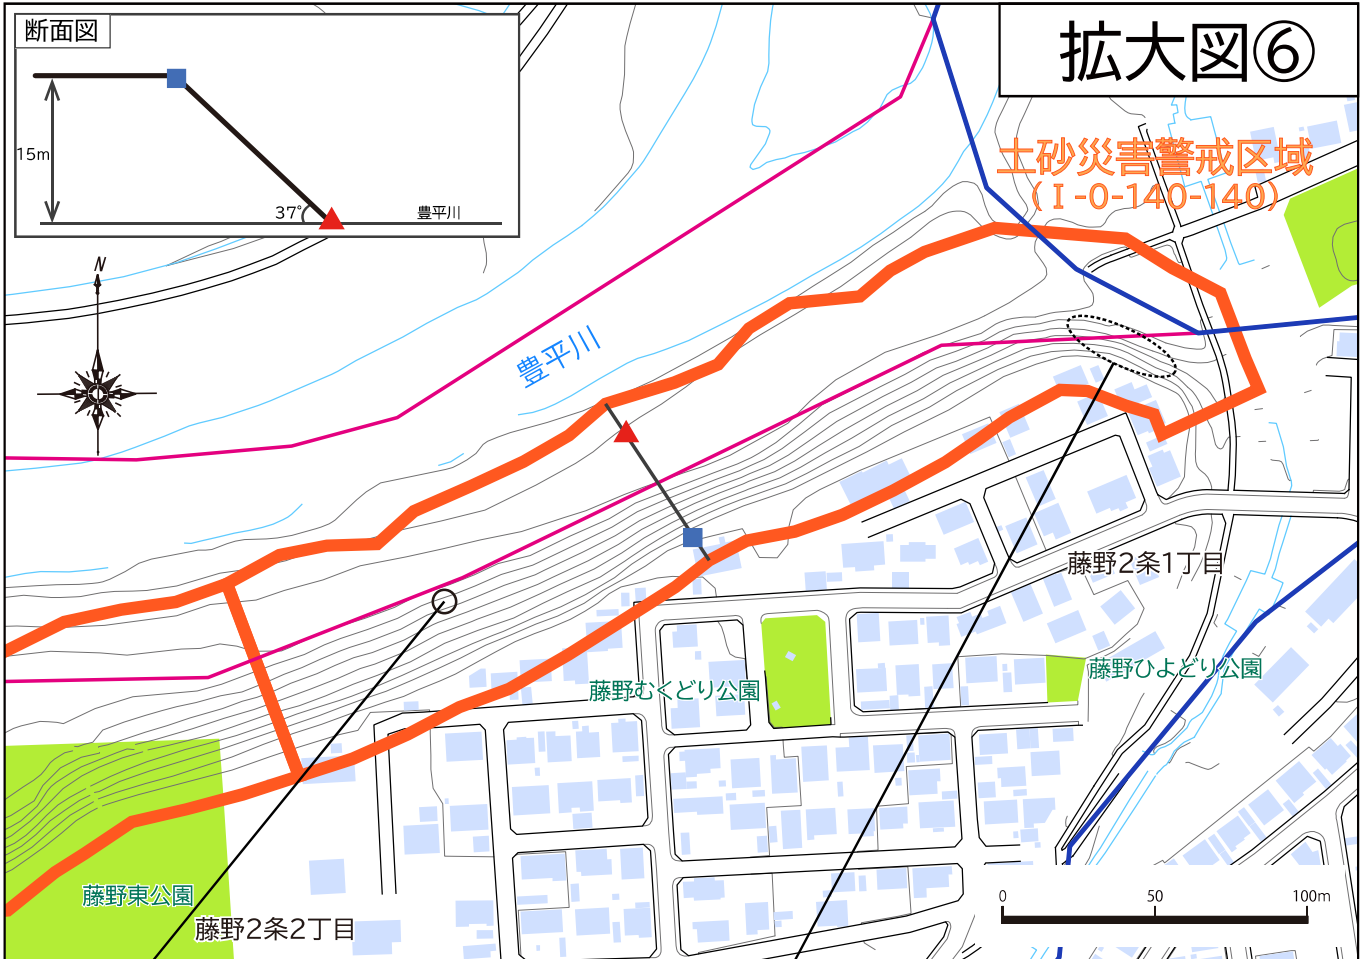 断面図
15m
37°
豊平川
拡大図⑥
土砂災害警戒区域
(Ⅰ-0-140-140)
N
豊平川
藤野2条1丁目
藤野むくどり公園
藤野ひよどり公園
藤野東公園
藤野2条2丁目
0 50 100m